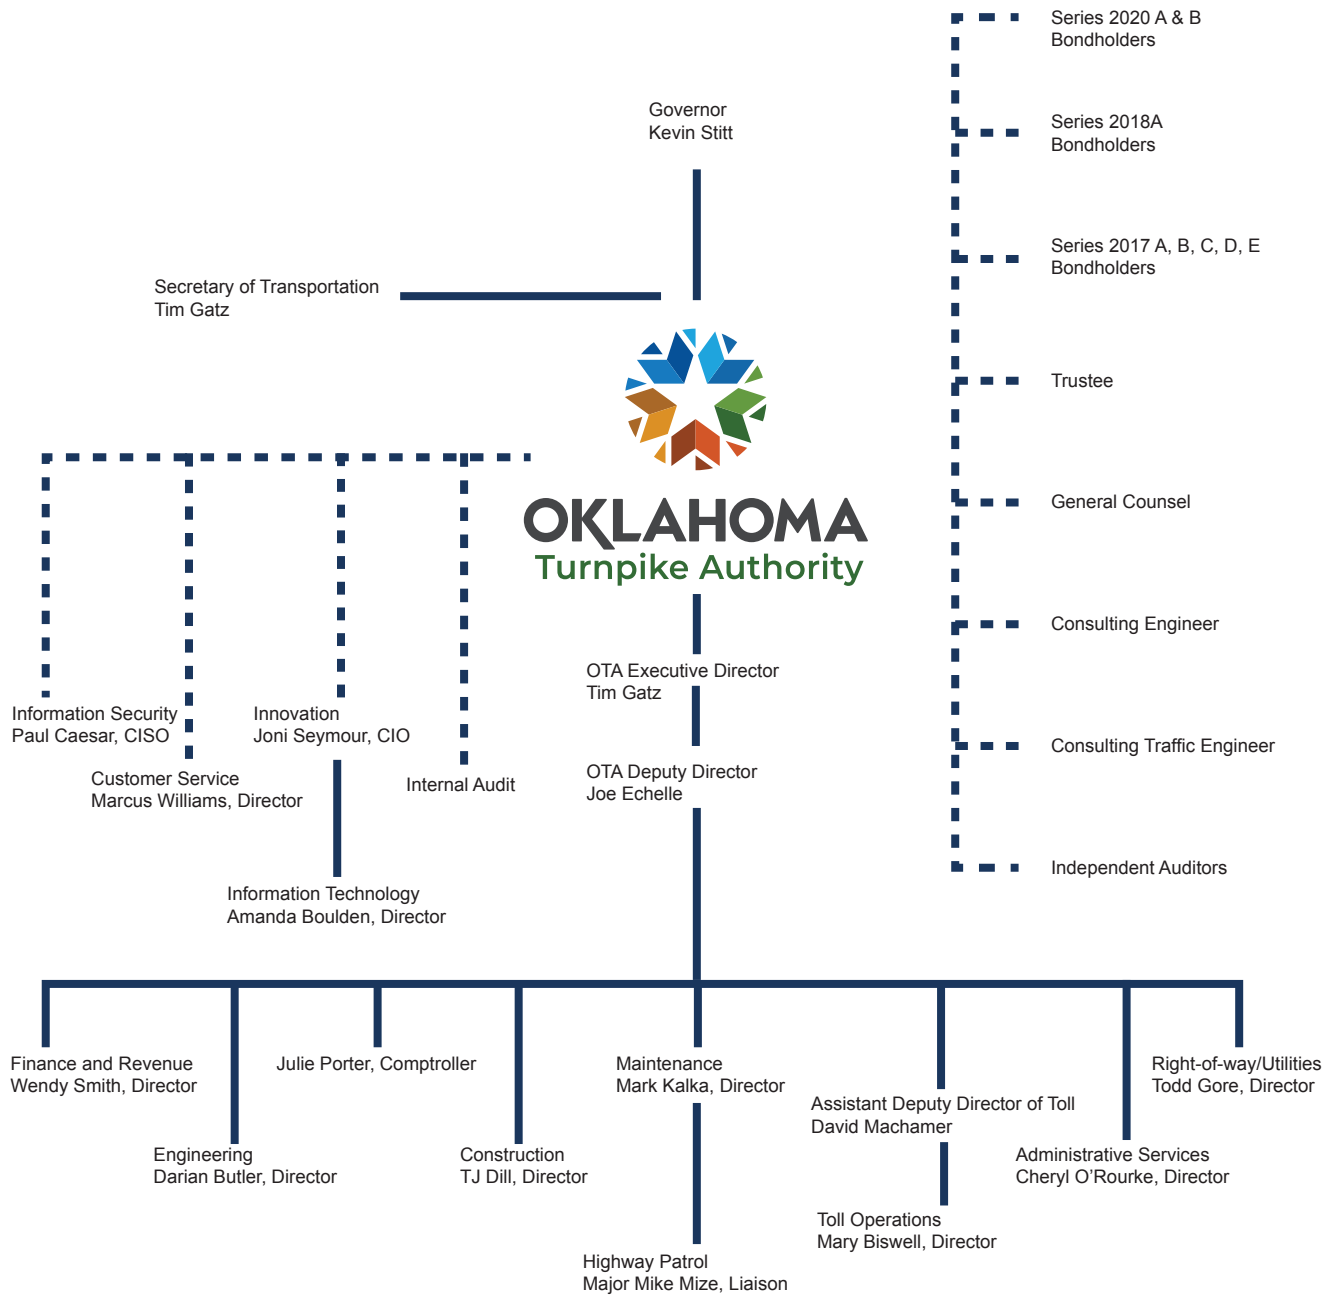 Series 2020 A & B
Bondholders
Governor
Kevin Stitt
Series 2018A
Bondholders
Series 2017 A, B, C, D, E
Bondholders
Secretary of Transportation
Tim Gatz
Trustee
General Counsel
OKLAHOMA
Turnpike Authority
Consulting Engineer
OTA Executive Director
Tim Gatz
Information Security
Paul Caesar, CISO
Innovation
Joni Seymour, CIO
Consulting Traffic Engineer
Customer Service
Marcus Williams, Director
Internal Audit
OTA Deputy Director
Joe Echelle
Independent Auditors
Information Technology
Amanda Boulden, Director
Finance and Revenue
Wendy Smith, Director
Julie Porter, Comptroller
Maintenance
Mark Kalka, Director
Right-of-way/Utilities
Todd Gore, Director
Assistant Deputy Director of Toll
David Machamer
Engineering
Darian Butler, Director
Construction
TJ Dill, Director
Administrative Services
Cheryl O’Rourke, Director
Toll Operations
Mary Biswell, Director
Highway Patrol
Major Mike Mize, Liaison